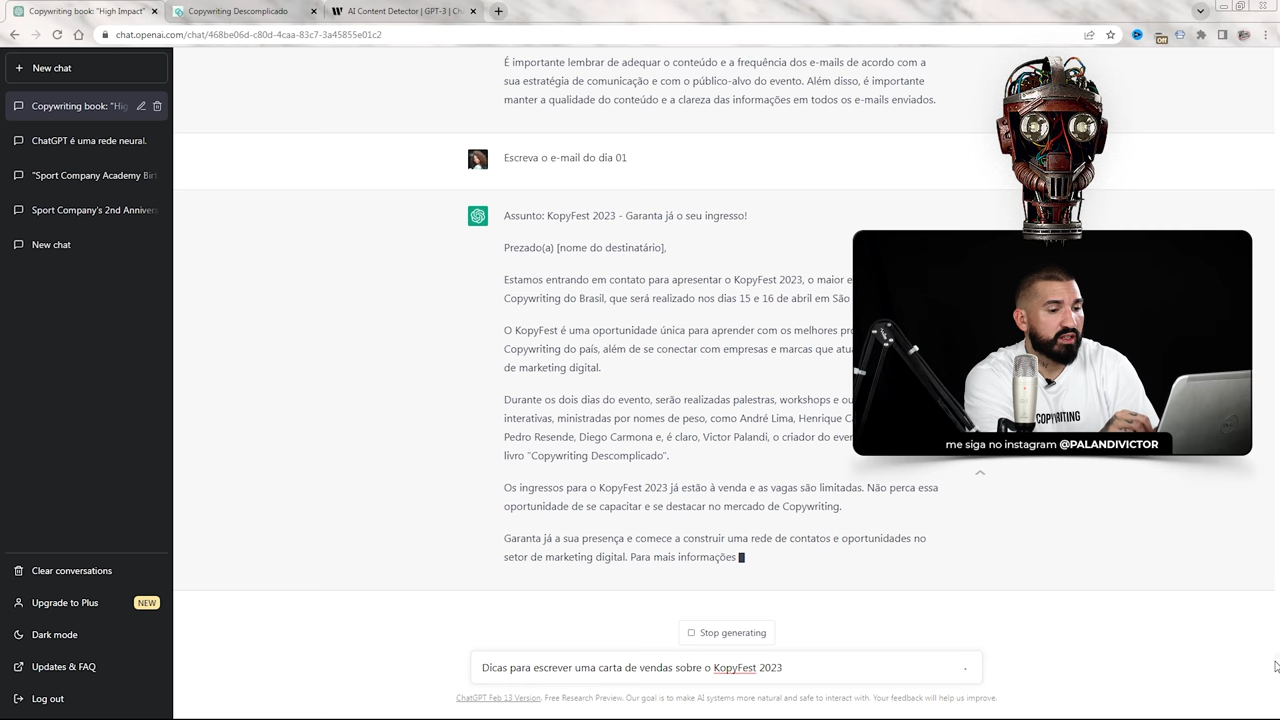 Copywriting book: "High Impact"
Copywriting Descomplicado
AI Content Detector | GPT-3 | Ch
chat.openai.com/chat/468be06d-c80d-4caa-83c7-3a45855e01c2
Off
New chat
Copywriting book: "Hig
ChatGPT é uma rede neural.
"Sport Company Academy Birt
Sport Company's 2nd Annivers
New chat
Clear conversations
Upgrade to Plus
NEW
Dark mode
Updates & FAQ
Log out
É importante lembrar de adequar o conteúdo e a frequência dos e-mails de acordo com a
sua estratégia de comunicação e com o público-alvo do evento. Além disso, é importante
manter a qualidade do conteúdo e a clareza das informações em todos os e-mails enviados.
Escreva o e-mail do dia 01
Assunto: KopyFest 2023 - Garanta já o seu ingresso!
Prezado(a) [nome do destinatário],
Estamos entrando em contato para apresentar o KopyFest 2023, o maior e
Copywriting do Brasil, que será realizado nos dias 15 e 16 de abril em São
O KopyFest é uma oportunidade única para aprender com os melhores pro
Copywriting do país, além de se conectar com empresas e marcas que atua
de marketing digital.
Durante os dois dias do evento, serão realizadas palestras, workshops e ou
interativas, ministradas por nomes de peso, como André Lima, Henrique Ca
Pedro Resende, Diego Carmona e, é claro, Victor Palandi, o criador do even
livro "Copywriting Descomplicado".
Os ingressos para o KopyFest 2023 já estão à venda e as vagas são limitadas. Não perca essa
oportunidade de se capacitar e se destacar no mercado de Copywriting.
Garanta já a sua presença e comece a construir uma rede de contatos e oportunidades no
setor de marketing digital. Para mais informações
COPYWRITING
me siga no instagram @PALANDIVICTOR
Stop generating
Dicas para escrever uma carta de vendas sobre o KopyFest 2023
ChatGPT Feb 13 Version. Free Research Preview. Our goal is to make AI systems more natural and safe to interact with. Your feedback will help us improve.